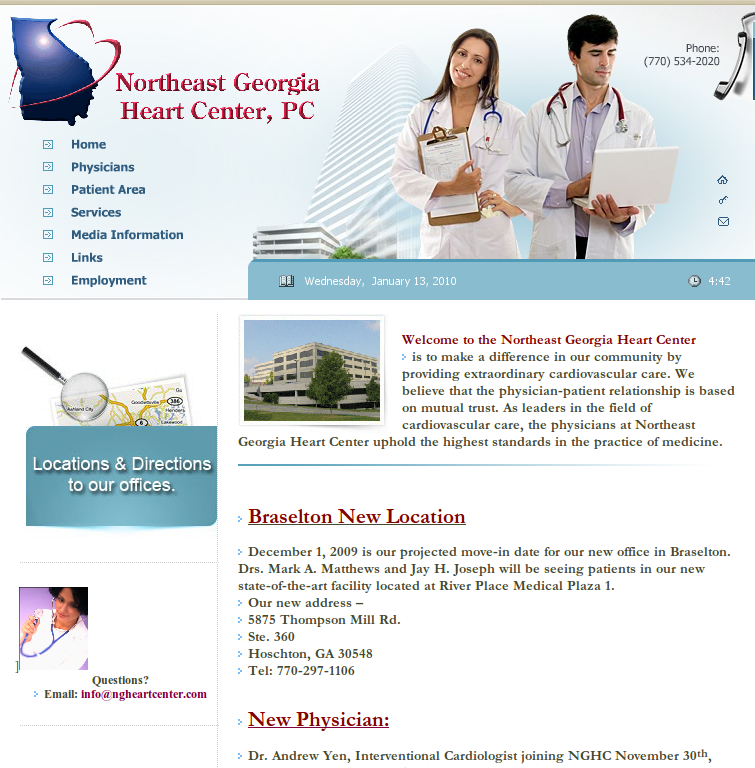 Northeast Georgia
Heart Center, PC
Phone:
(770) 534-2020
Home
Physicians
Patient Area
Services
Media Information
Links
Employment
Wednesday, January 13, 2010
4:42
Ashland City
Goodlettsville
386
Henders
Lakewood
6
Locations & Directions
to our offices.
]
Questions?
Email: info@ngheartcenter.com
Welcome to the Northeast Georgia Heart Center
is to make a difference in our community by
providing extraordinary cardiovascular care. We
believe that the physician-patient relationship is based
on mutual trust. As leaders in the field of
cardiovascular care, the physicians at Northeast
Georgia Heart Center uphold the highest standards in the practice of medicine.
Braselton New Location
December 1, 2009 is our projected move-in date for our new office in Braselton.
Drs. Mark A. Matthews and Jay H. Joseph will be seeing patients in our new
state-of-the-art facility located at River Place Medical Plaza 1.
Our new address –
5875 Thompson Mill Rd.
Ste. 360
Hoschton, GA 30548
Tel: 770-297-1106
New Physician:
Dr. Andrew Yen, Interventional Cardiologist joining NGHC November 30th,